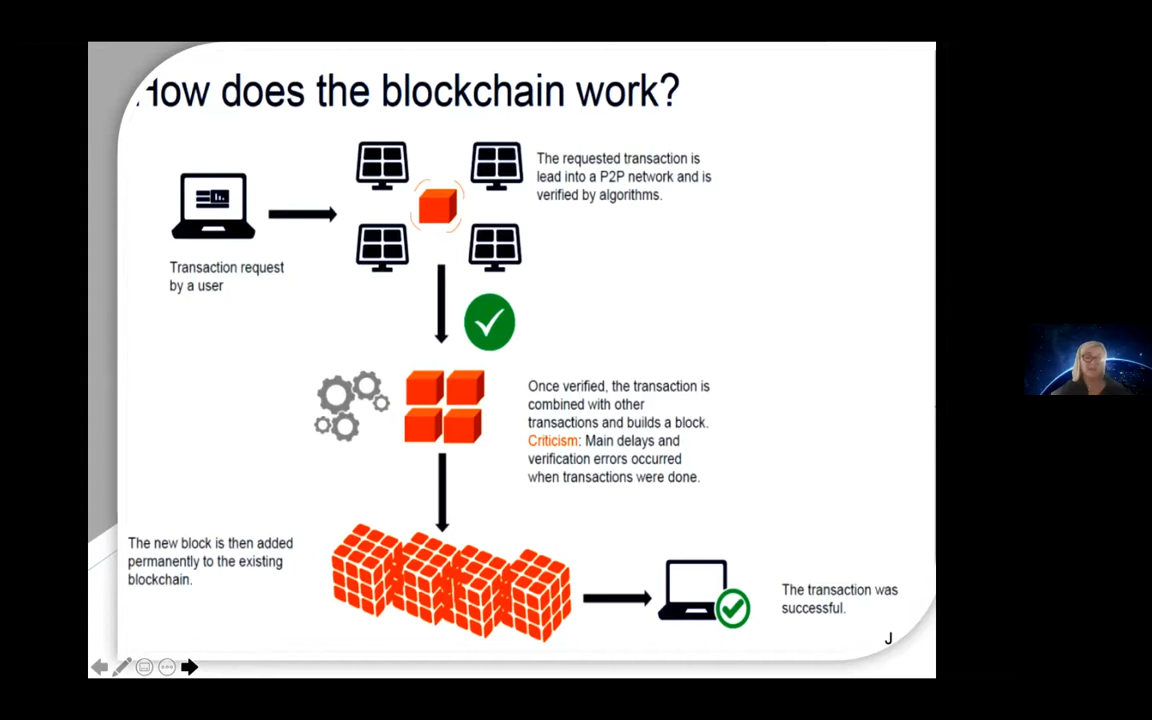 How does the blockchain work?
The requested transaction is
lead into a P2P network and is
verified by algorithms.
Transaction request
by a user
Once verified, the transaction is
combined with other
transactions and builds a block.
Criticism: Main delays and
verification errors occurred
when transactions were done.
The new block is then added
permanently to the existing
blockchain.
The transaction was
successful.
J